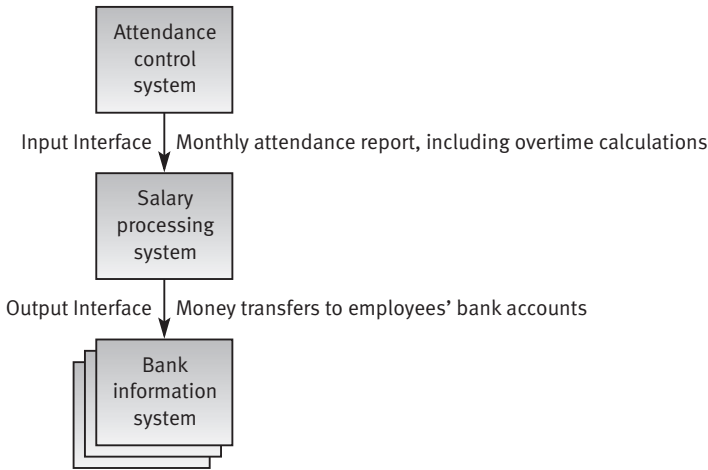 Attendance
control
system
Input Interface
Monthly attendance report, including overtime calculations
Salary
processing
system
Output Interface
Money transfers to employees’ bank accounts
Bank
information
system